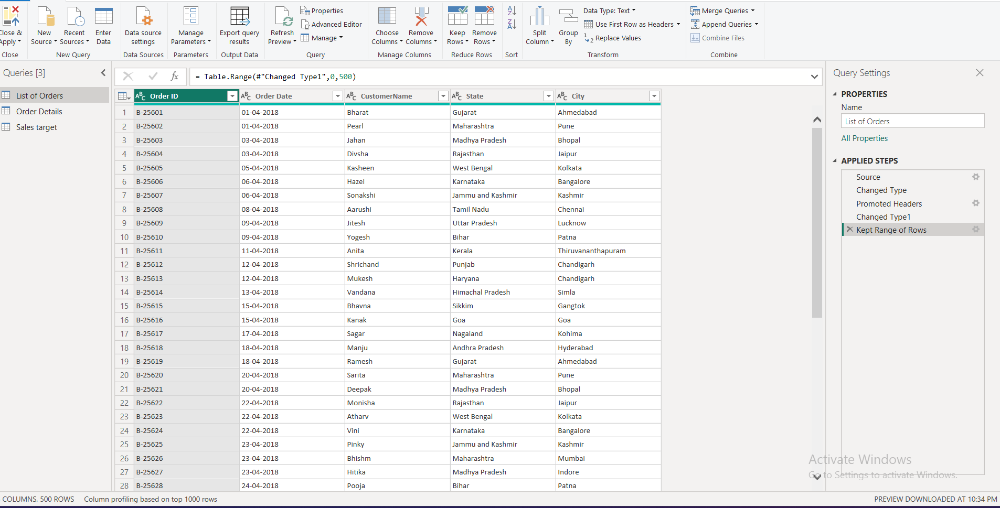 Close & Apply
New Source
Recent Sources
Enter Data
Data source settings
Manage Parameters
Export query results
Refresh Preview
Properties
Advanced Editor
Manage
Choose Columns
Remove Columns
Keep Rows
Remove Rows
Split Column
Group By
Data Type: Text
Use First Row as Headers
Replace Values
Merge Queries
Append Queries
Combine Files
Close
New Query
Data Sources
Parameters
Output Data
Query
Manage Columns
Reduce Rows
Sort
Transform
Combine
Queries [3]
List of Orders
Order Details
Sales target
fx
= Table.Range(#"Changed Type1",0,500)
Order ID Order Date CustomerName State City
1 B-25601 01-04-2018 Bharat Gujarat Ahmedabad
2 B-25602 01-04-2018 Pearl Maharashtra Pune
3 B-25603 03-04-2018 Jahan Madhya Pradesh Bhopal
4 B-25604 03-04-2018 Divsha Rajasthan Jaipur
5 B-25605 05-04-2018 Kasheen West Bengal Kolkata
6 B-25606 06-04-2018 Hazel Karnataka Bangalore
7 B-25607 06-04-2018 Sonakshi Jammu and Kashmir Kashmir
8 B-25608 08-04-2018 Aarushi Tamil Nadu Chennai
9 B-25609 09-04-2018 Jitesh Uttar Pradesh Lucknow
10 B-25610 09-04-2018 Yogesh Bihar Patna
11 B-25611 11-04-2018 Anita Kerala Thiruvananthapuram
12 B-25612 12-04-2018 Shrichand Punjab Chandigarh
13 B-25613 12-04-2018 Mukesh Haryana Chandigarh
14 B-25614 13-04-2018 Vandana Himachal Pradesh Simla
15 B-25615 15-04-2018 Bhavna Sikkim Gangtok
16 B-25616 15-04-2018 Kanak Goa Goa
17 B-25617 17-04-2018 Sagar Nagaland Kohima
18 B-25618 18-04-2018 Manju Andhra Pradesh Hyderabad
19 B-25619 18-04-2018 Ramesh Gujarat Ahmedabad
20 B-25620 20-04-2018 Sarita Maharashtra Pune
21 B-25621 20-04-2018 Deepak Madhya Pradesh Bhopal
22 B-25622 22-04-2018 Monisha Rajasthan Jaipur
23 B-25623 22-04-2018 Atharv West Bengal Kolkata
24 B-25624 22-04-2018 Vini Karnataka Bangalore
25 B-25625 23-04-2018 Pinky Jammu and Kashmir Kashmir
26 B-25626 23-04-2018 Bhishm Maharashtra Mumbai
27 B-25627 23-04-2018 Hitika Madhya Pradesh Indore
28 B-25628 24-04-2018 Pooja Bihar Patna
Query Settings
PROPERTIES
Name
List of Orders
All Properties
APPLIED STEPS
Source
Changed Type
Promoted Headers
Changed Type1
Kept Range of Rows
Activate Windows
Go to Settings to activate Windows.
COLUMNS, 500 ROWS
Column profiling based on top 1000 rows
PREVIEW DOWNLOADED AT 10:34 PM